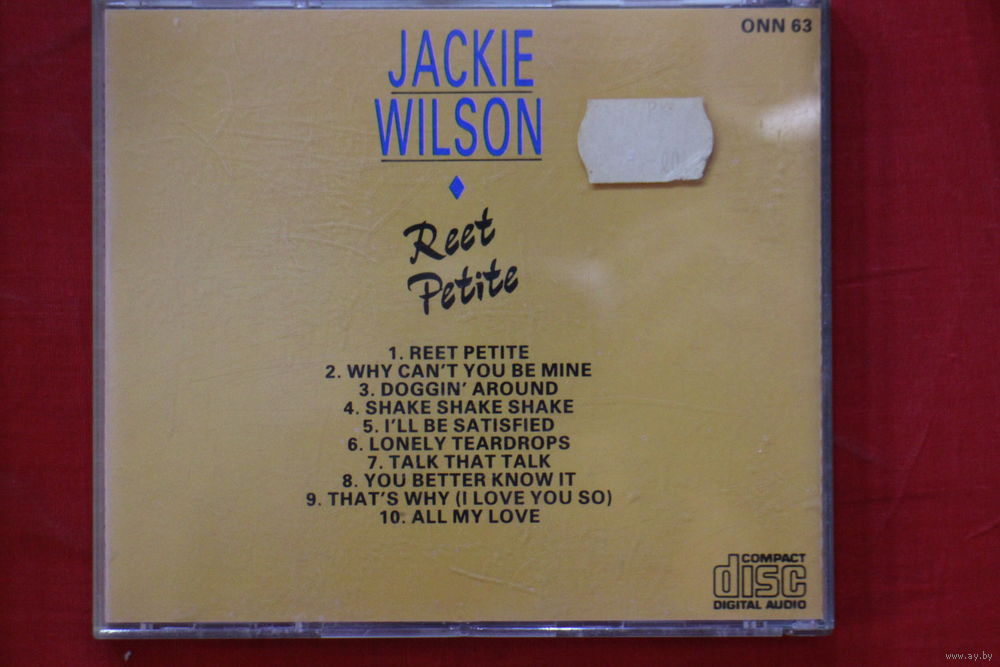 ONN 63
JACKIE
WILSON
Reet
Petite
1. REET PETITE
2. WHY CAN'T YOU BE MINE
3. DOGGIN' AROUND
4. SHAKE SHAKE SHAKE
5. I'LL BE SATISFIED
6. LONELY TEARDROPS
7. TALK THAT TALK
8. YOU BETTER KNOW IT
9. THAT'S WHY (I LOVE YOU SO)
10. ALL MY LOVE
COMPACT
disc
DIGITAL AUDIO
www.ay.by